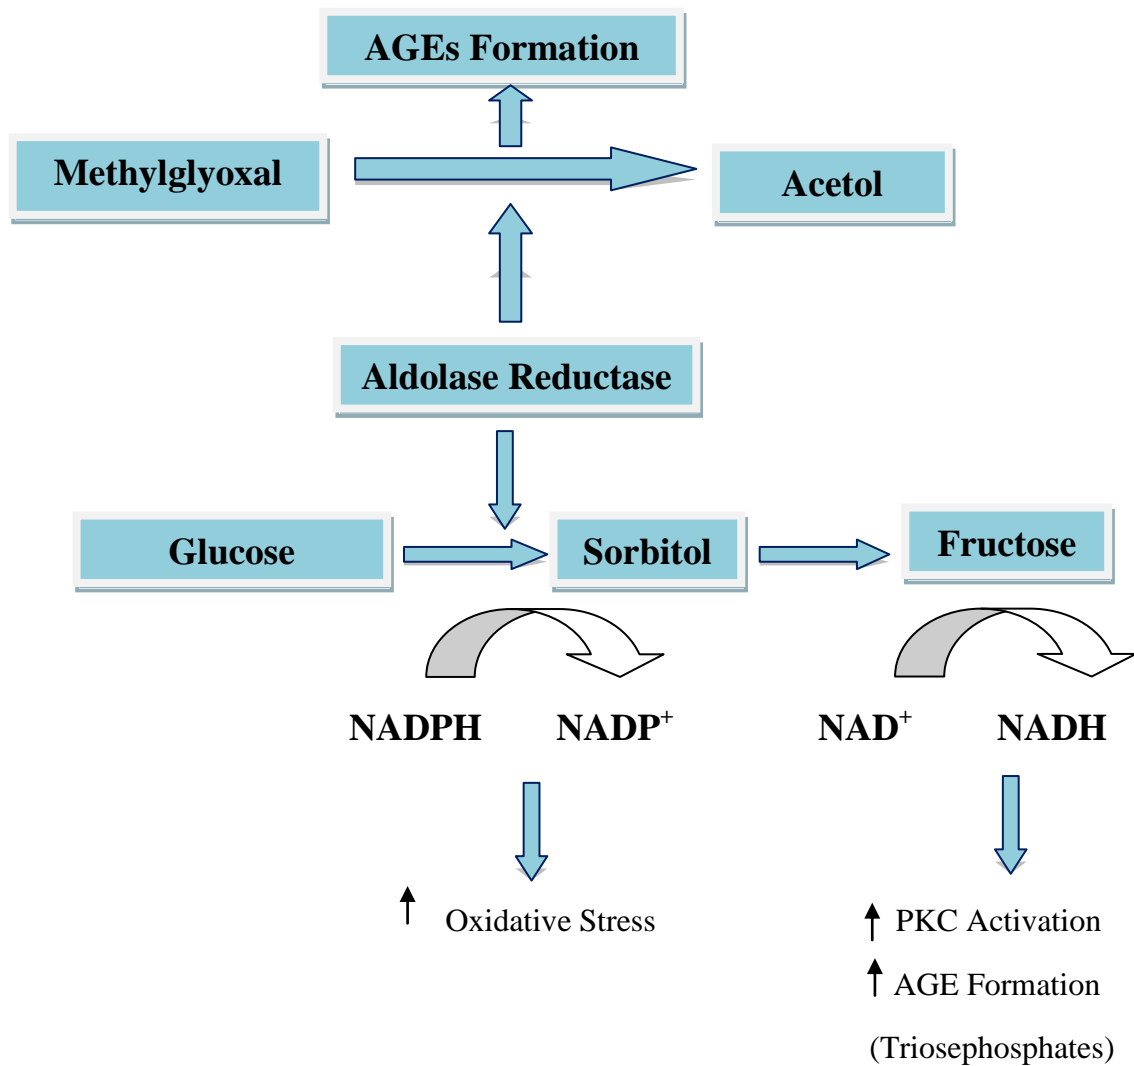 AGEs Formation
Methylglyoxal
Acetol
Aldolase Reductase
Glucose
Sorbitol
Fructose
NADPH
NADP⁺
NAD⁺
NADH
Oxidative Stress
PKC Activation
AGE Formation
(Triosephosphates)